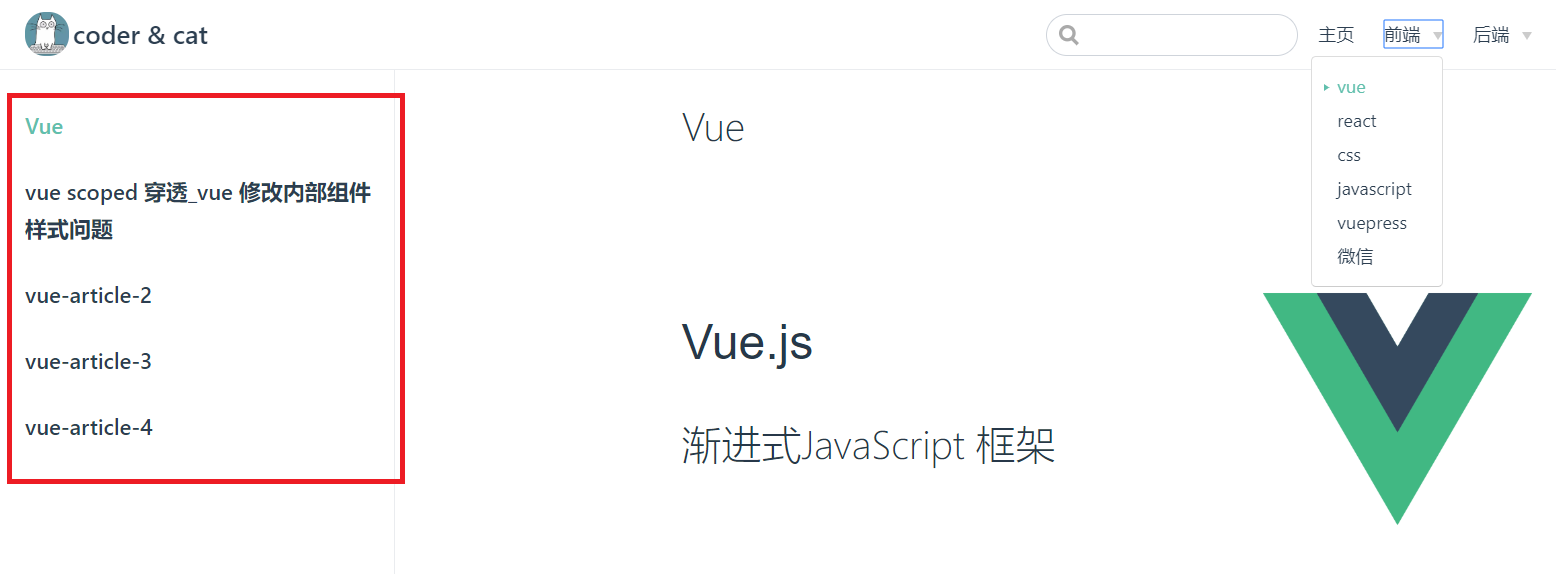 coder & cat
主页
前端
后端
vue
react
css
javascript
vuepress
微信
Vue
vue scoped 穿透_vue 修改内部组件
样式问题
vue-article-2
vue-article-3
vue-article-4
Vue
Vue.js
渐进式JavaScript 框架